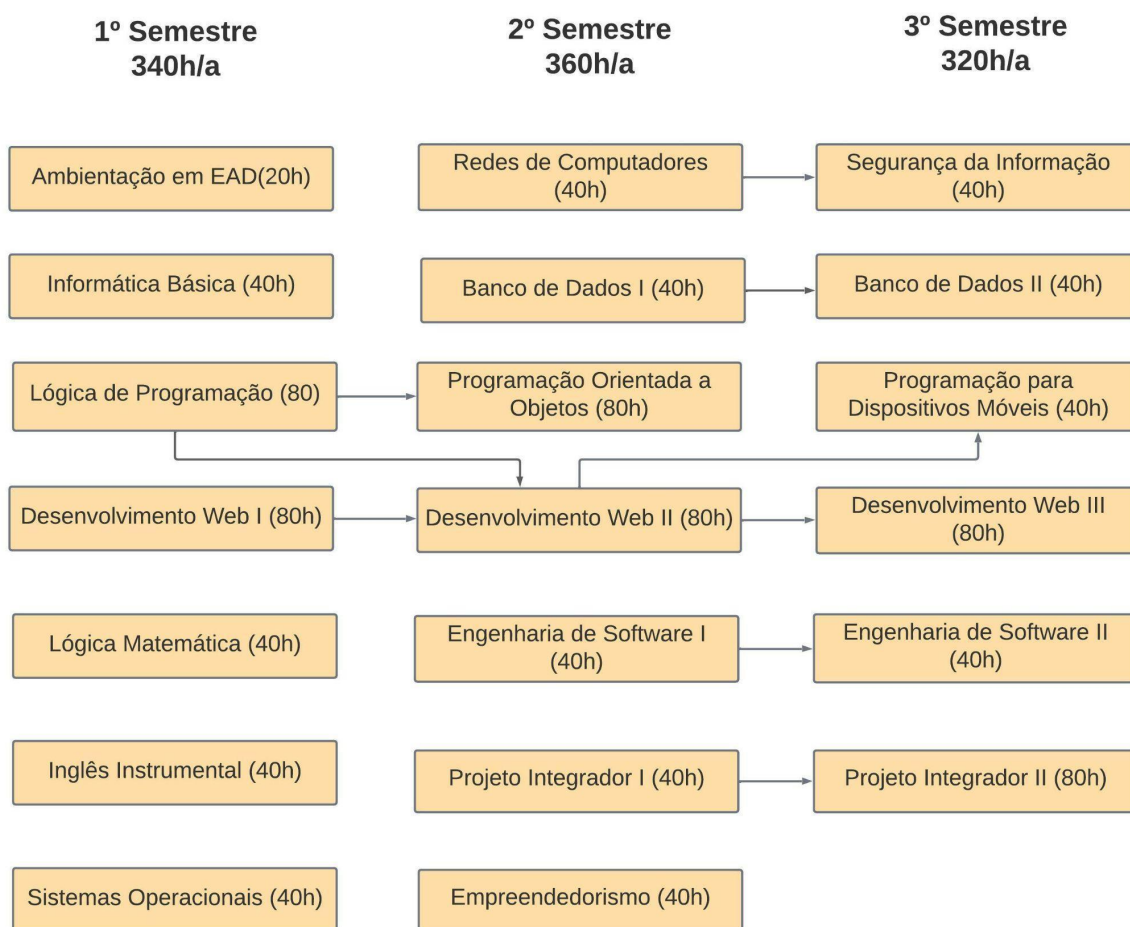 1º Semestre
340h/a
2º Semestre
360h/a
3º Semestre
320h/a
Ambientação em EAD(20h)
Redes de Computadores
(40h)
Segurança da Informação
(40h)
Informática Básica (40h)
Banco de Dados I (40h)
Banco de Dados II (40h)
Lógica de Programação (80)
Programação Orientada a
Objetos (80h)
Programação para
Dispositivos Móveis (40h)
Desenvolvimento Web I (80h)
Desenvolvimento Web II (80h)
Desenvolvimento Web III
(80h)
Lógica Matemática (40h)
Engenharia de Software I
(40h)
Engenharia de Software II
(40h)
Inglês Instrumental (40h)
Projeto Integrador I (40h)
Projeto Integrador II (80h)
Sistemas Operacionais (40h)
Empreendedorismo (40h)